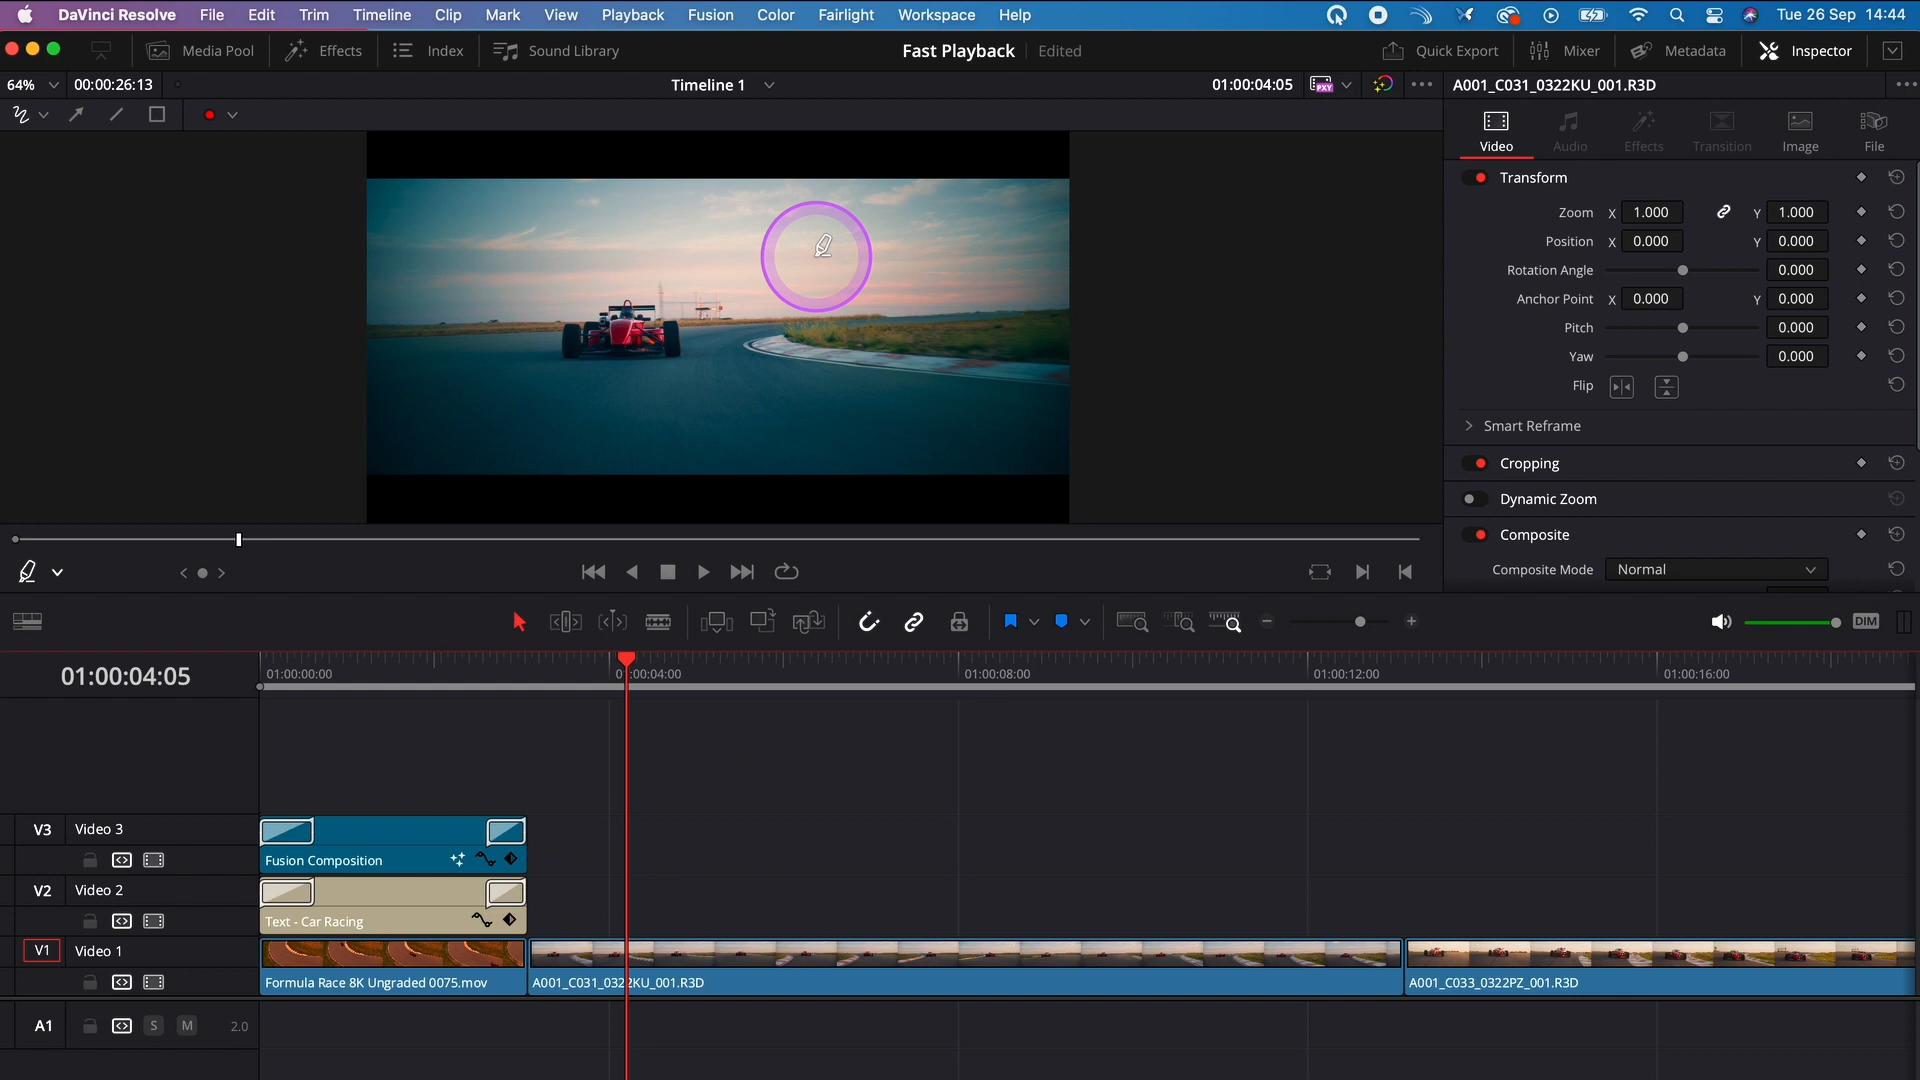 DaVinci Resolve File Edit Trim Timeline Clip Mark View Playback Fusion Color Fairlight Workspace Help Tue 26 Sep 14:44
Media Pool Effects Index Sound Library Fast Playback Edited Quick Export Mixer Metadata Inspector
64% 00:00:26:13 Timeline 1 01:00:04:05 PXY A001_C031_0322KU_001.R3D
Video Audio Effects Transition Image File
Transform
Zoom X 1.000 Y 1.000
Position X 0.000 Y 0.000
Rotation Angle 0.000
Anchor Point X 0.000 Y 0.000
Pitch 0.000
Yaw 0.000
Flip
Smart Reframe
Cropping
Dynamic Zoom
Composite
Composite Mode Normal
DIM
01:00:04:05 01:00:00:00 01:00:04:00 01:00:08:00 01:00:12:00 01:00:16:00
V3 Video 3
Fusion Composition
V2 Video 2
Text - Car Racing
V1 Video 1
Formula Race 8K Ungraded 0075.mov A001_C031_0322KU_001.R3D A001_C033_0322PZ_001.R3D
A1 S M 2.0